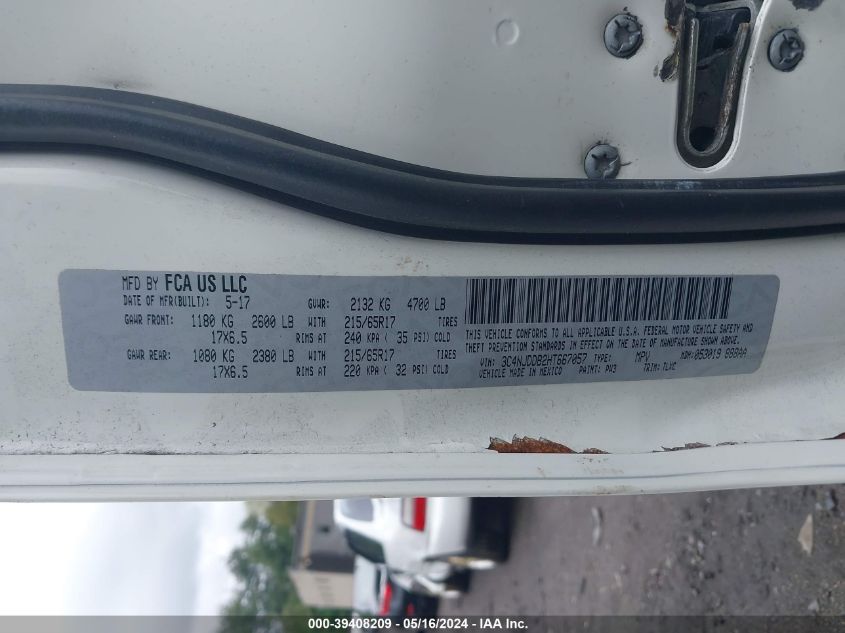 MFD BY FCA US LLC
DATE OF MFR(BUILT): 5-17 GVWR: 2132 KG 4700 LB
GAWR FRONT: 1180 KG 2600 LB WITH 215/65R17 TIRES
17X6.5 RIMS AT 240 KPA ( 35 PSI) COLD
GAWR REAR: 1080 KG 2380 LB WITH 215/65R17 TIRES
17X6.5 RIMS AT 220 KPA ( 32 PSI) COLD
THIS VEHICLE CONFORMS TO ALL APPLICABLE U.S.A. FEDERAL MOTOR VEHICLE SAFETY AND
THEFT PREVENTION STANDARDS IN EFFECT ON THE DATE OF MANUFACTURE SHOWN ABOVE.
VIN: 3C4NJDDB2HT667057 TYPE: MPV MDH: 053019 888AA
VEHICLE MADE IN MEXICO PAINT: PW3 TRIM:
000-39408209 - 05/16/2024 - IAA Inc.